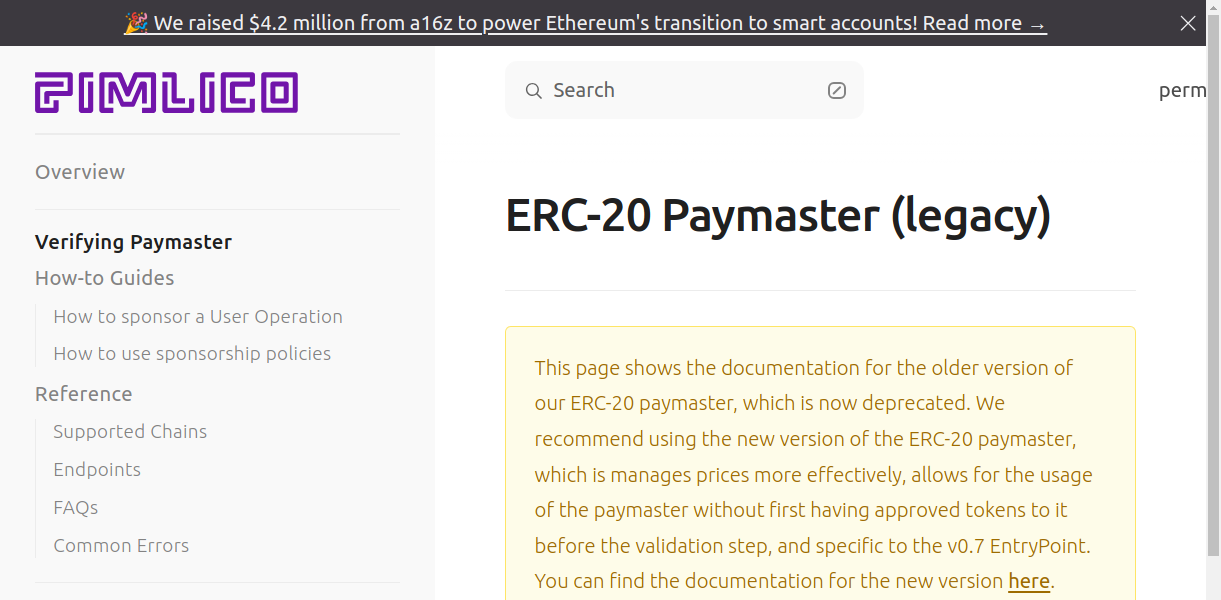 🎉 We raised $4.2 million from a16z to power Ethereum's transition to smart accounts! Read more →
PIMLICO
Search
perm
Overview
Verifying Paymaster
How-to Guides
How to sponsor a User Operation
How to use sponsorship policies
Reference
Supported Chains
Endpoints
FAQs
Common Errors
ERC-20 Paymaster (legacy)
This page shows the documentation for the older version of
our ERC-20 paymaster, which is now deprecated. We
recommend using the new version of the ERC-20 paymaster,
which is manages prices more effectively, allows for the usage
of the paymaster without first having approved tokens to it
before the validation step, and specific to the v0.7 EntryPoint.
You can find the documentation for the new version here.